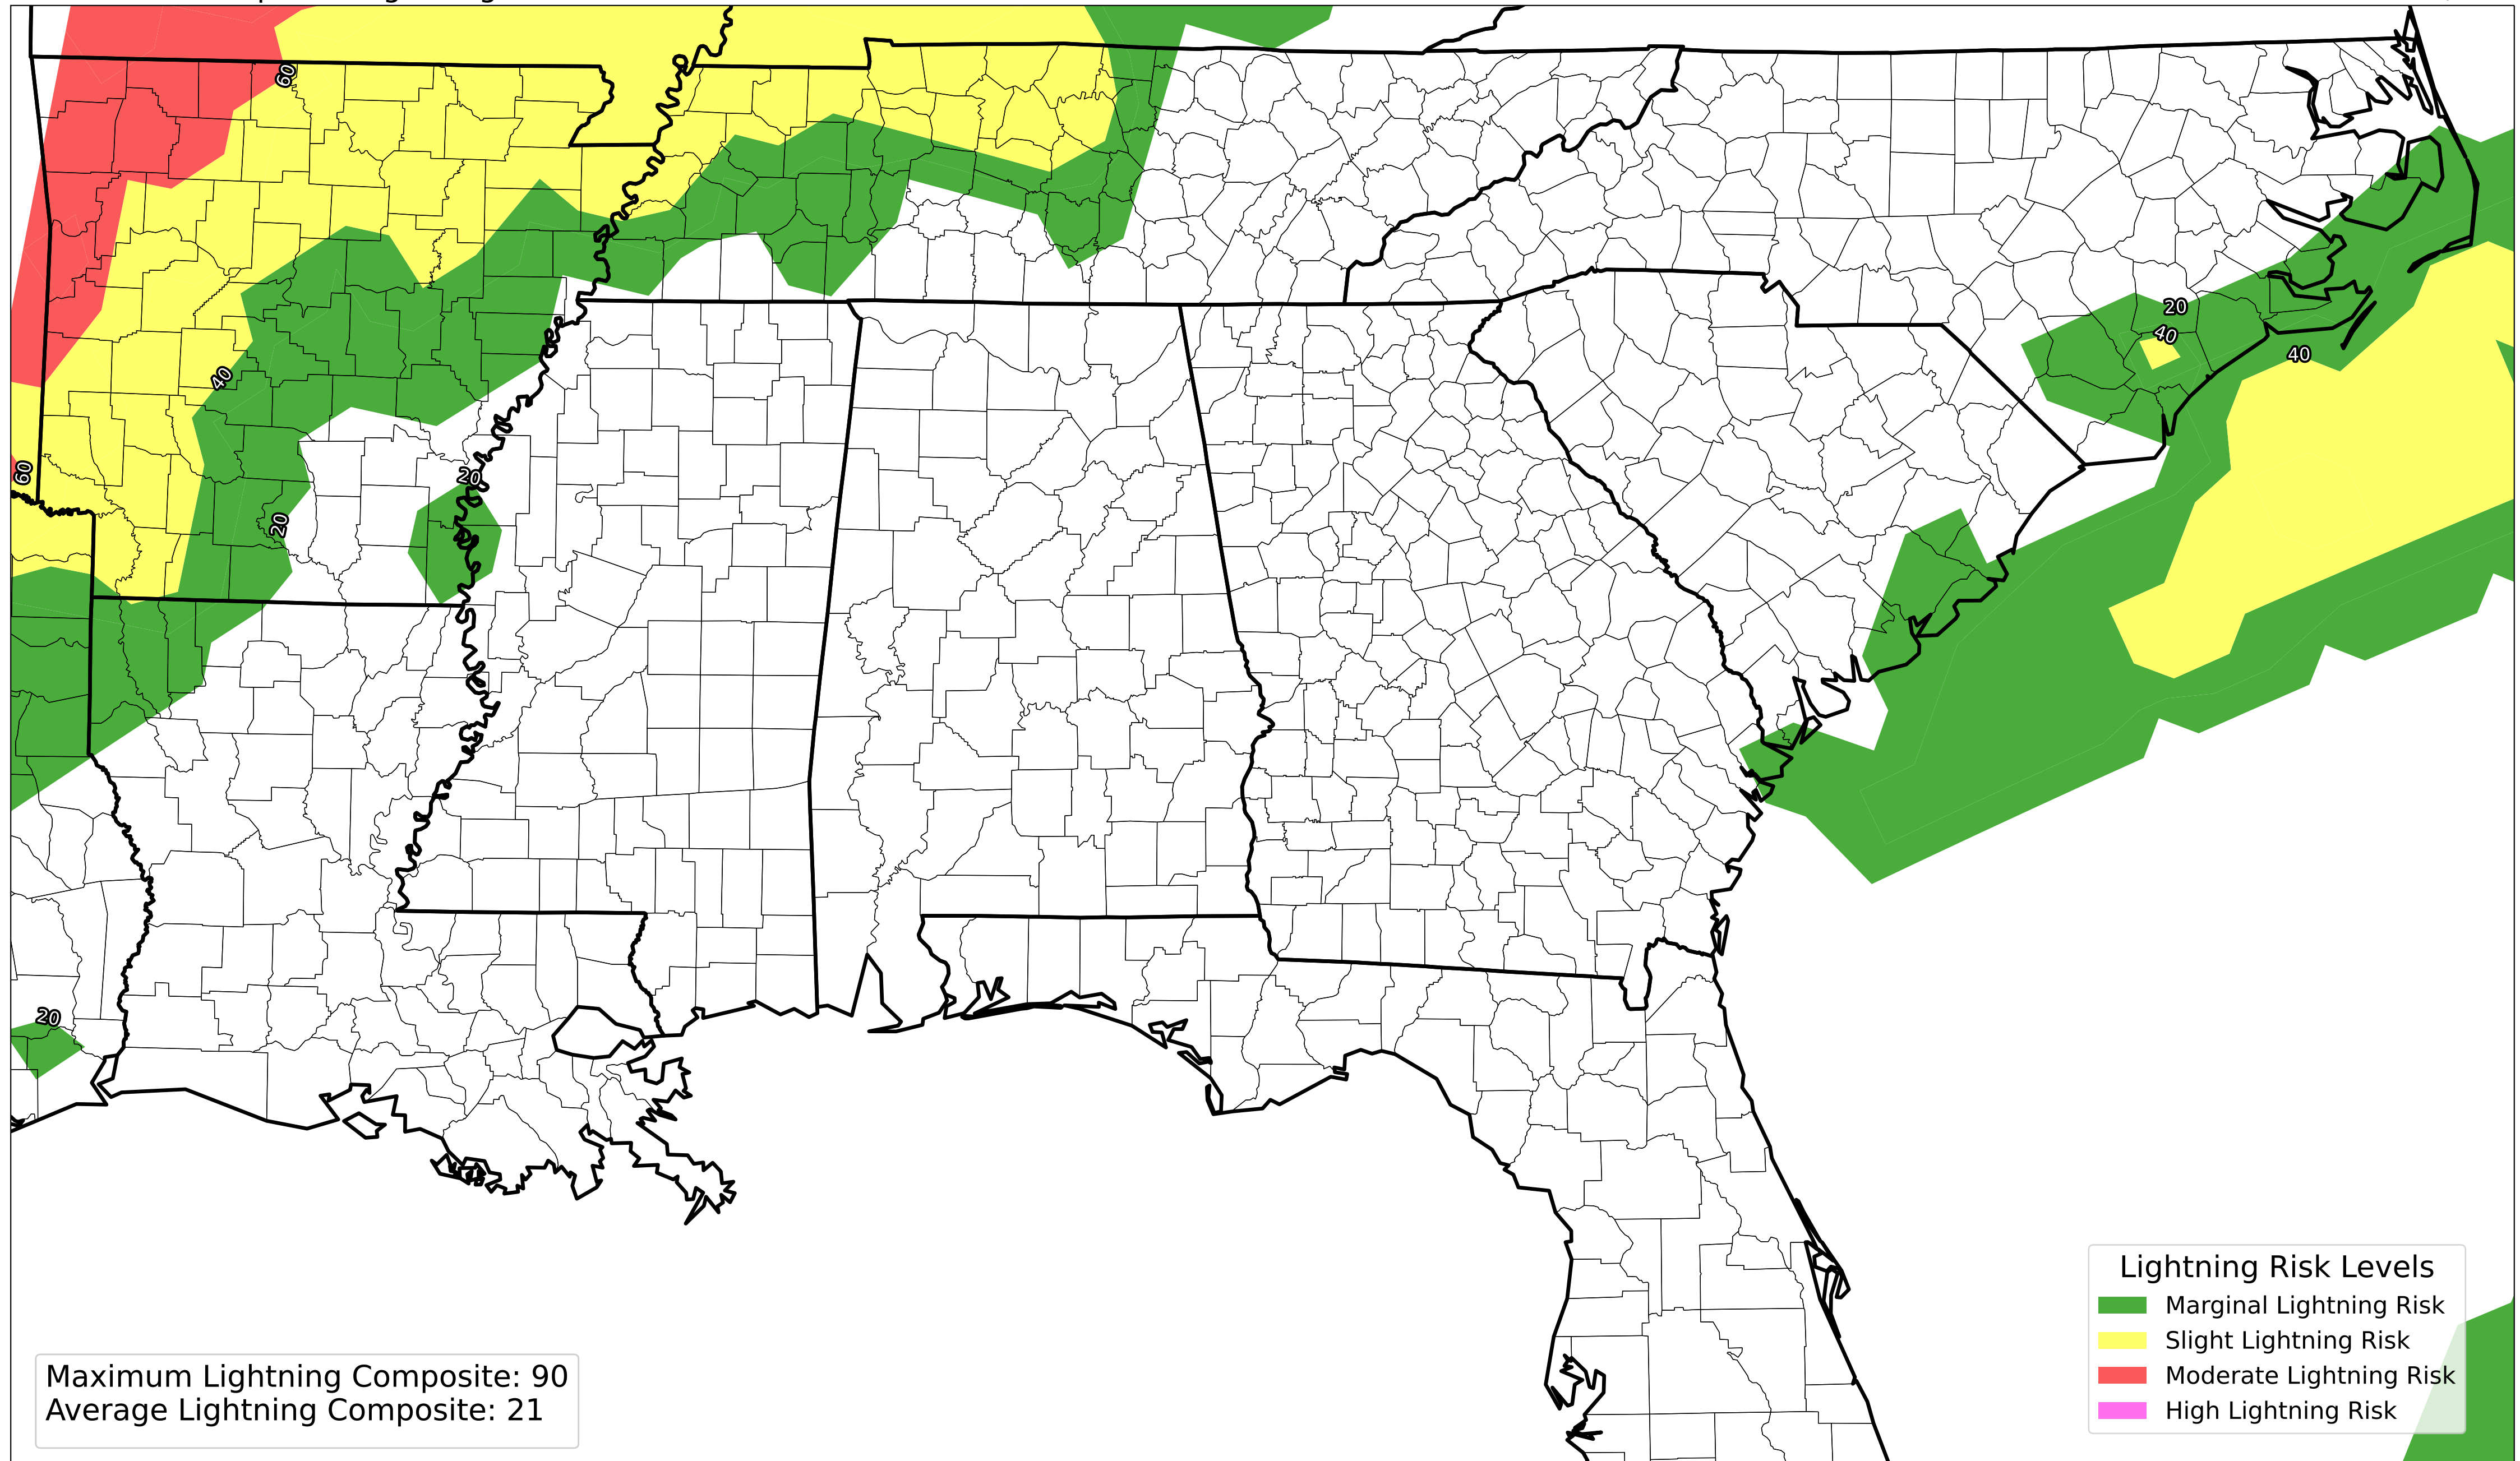 60
20
40
40
40
60
20
20
20
Lightning Risk Levels
Marginal Lightning Risk
Slight Lightning Risk
Moderate Lightning Risk
High Lightning Risk
Maximum Lightning Composite: 90
Average Lightning Composite: 21